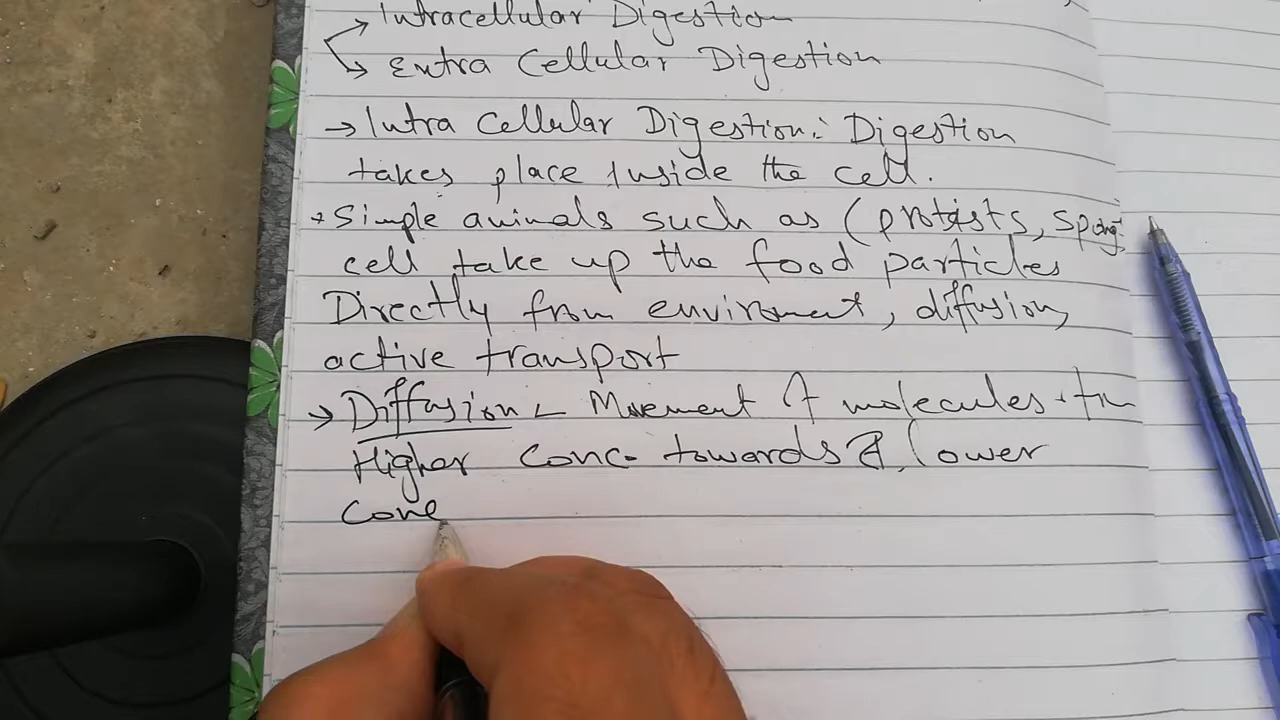 → Intracellular Digestion
→ Extra Cellular Digestion
→ Intra Cellular Digestion: Digestion
takes place inside the cell.
→ Simple animals such as (protists, spong
cell take up the food particles
Directly from enviroment, diffusion,
active transport
→ Diffusion - Movement of molecules
Higher Conc- towards lower
Conc